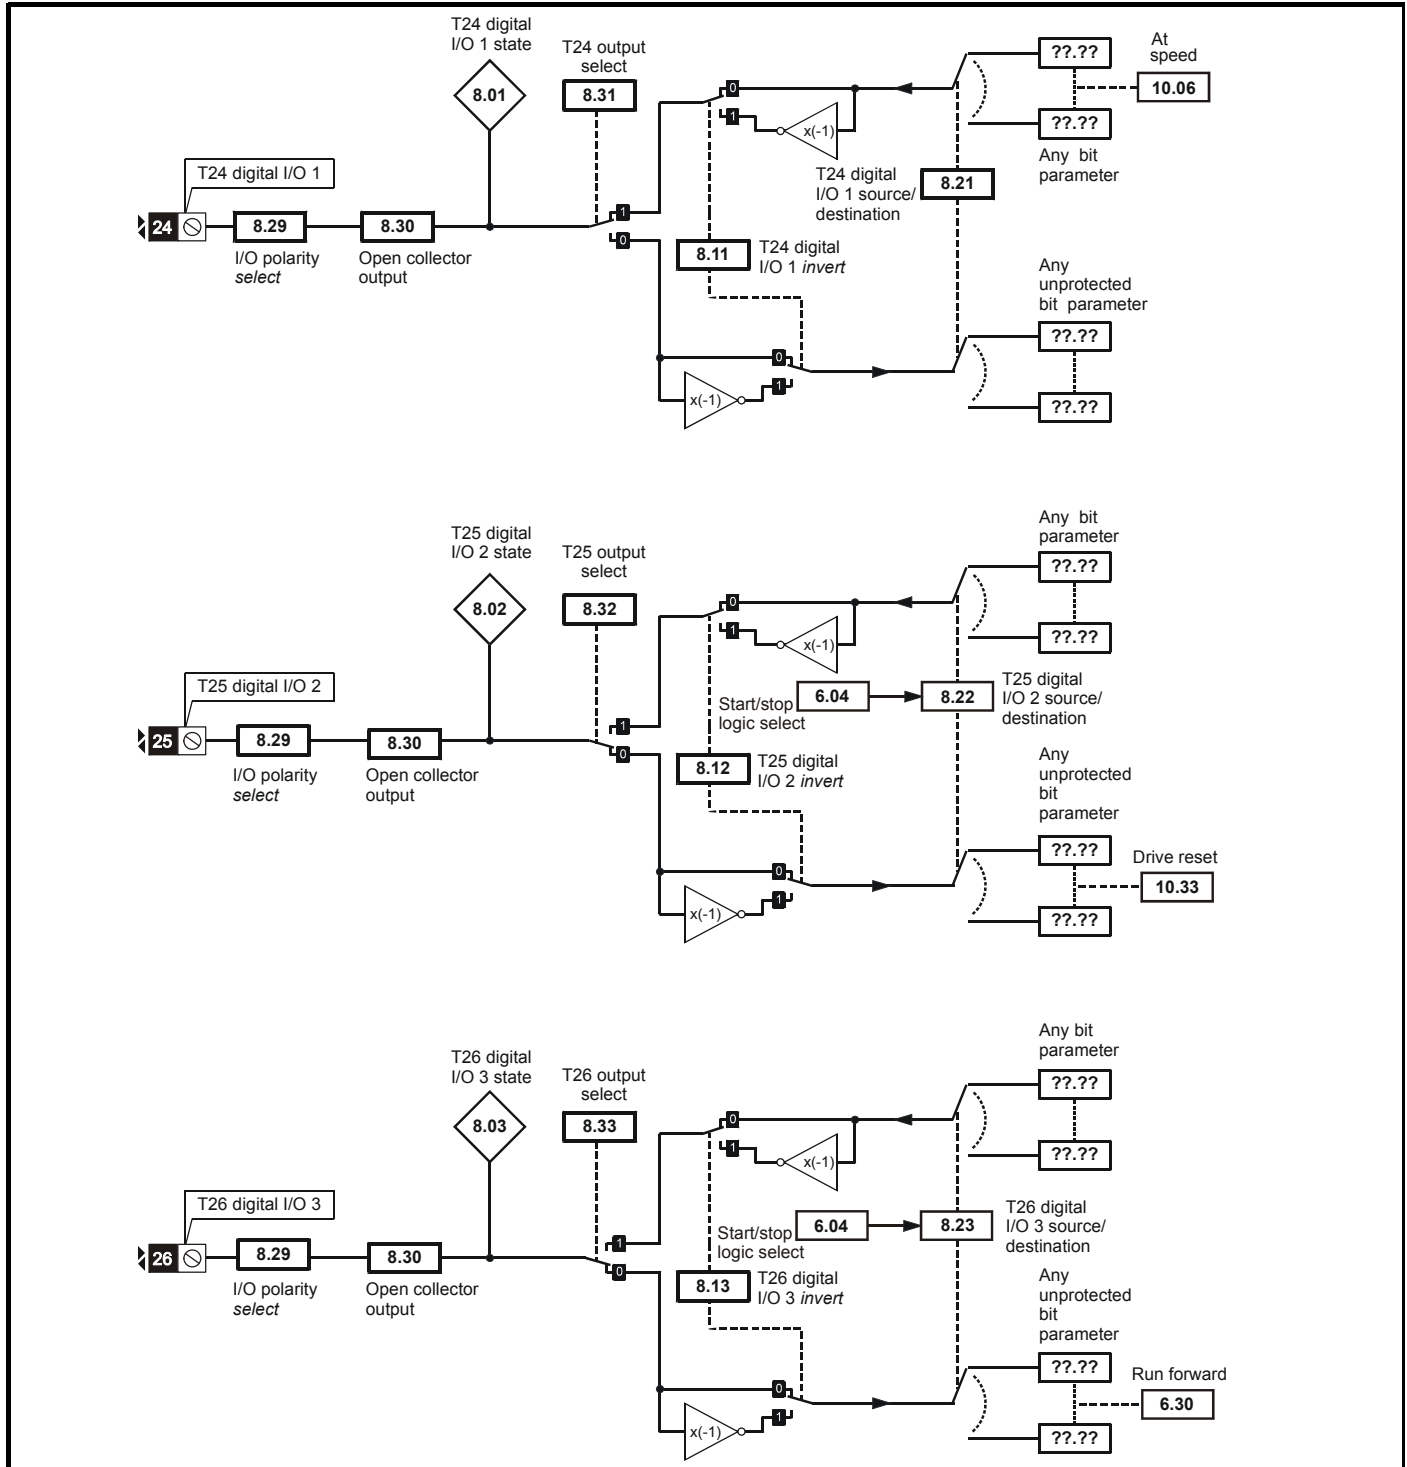 T24 digital
I/O 1 state
8.01
T24 output
select
8.31
0
1
x(-1)
??.??
??.??
At
speed
10.06
Any bit
parameter
T24 digital I/O 1
24
8.29
I/O polarity
select
8.30
Open collector
output
1
0
T24 digital
I/O 1 source/
destination
8.21
8.11
T24 digital
I/O 1 invert
Any
unprotected
bit parameter
??.??
??.??
0
1
x(-1)
T25 digital
I/O 2 state
8.02
T25 output
select
8.32
0
1
x(-1)
Any bit
parameter
??.??
??.??
T25 digital I/O 2
25
8.29
I/O polarity
select
8.30
Open collector
output
1
0
Start/stop
logic select
6.04
8.22
T25 digital
I/O 2 source/
destination
8.12
T25 digital
I/O 2 invert
Any
unprotected
bit
parameter
??.??
??.??
Drive reset
10.33
0
1
x(-1)
T26 digital
I/O 3 state
8.03
T26 output
select
8.33
0
1
x(-1)
Any bit
parameter
??.??
??.??
T26 digital I/O 3
26
8.29
I/O polarity
select
8.30
Open collector
output
1
0
Start/stop
logic select
6.04
8.23
T26 digital
I/O 3 source/
destination
8.13
T26 digital
I/O 3 invert
Any
unprotected
bit
parameter
??.??
??.??
Run forward
6.30
0
1
x(-1)